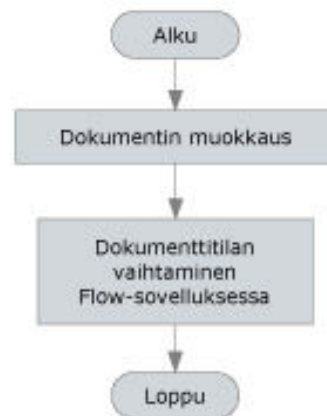 Alku
Dokumentin muokkaus
Dokumenttitilan
vaihtaminen
Flow-sovelluksessa
Loppu